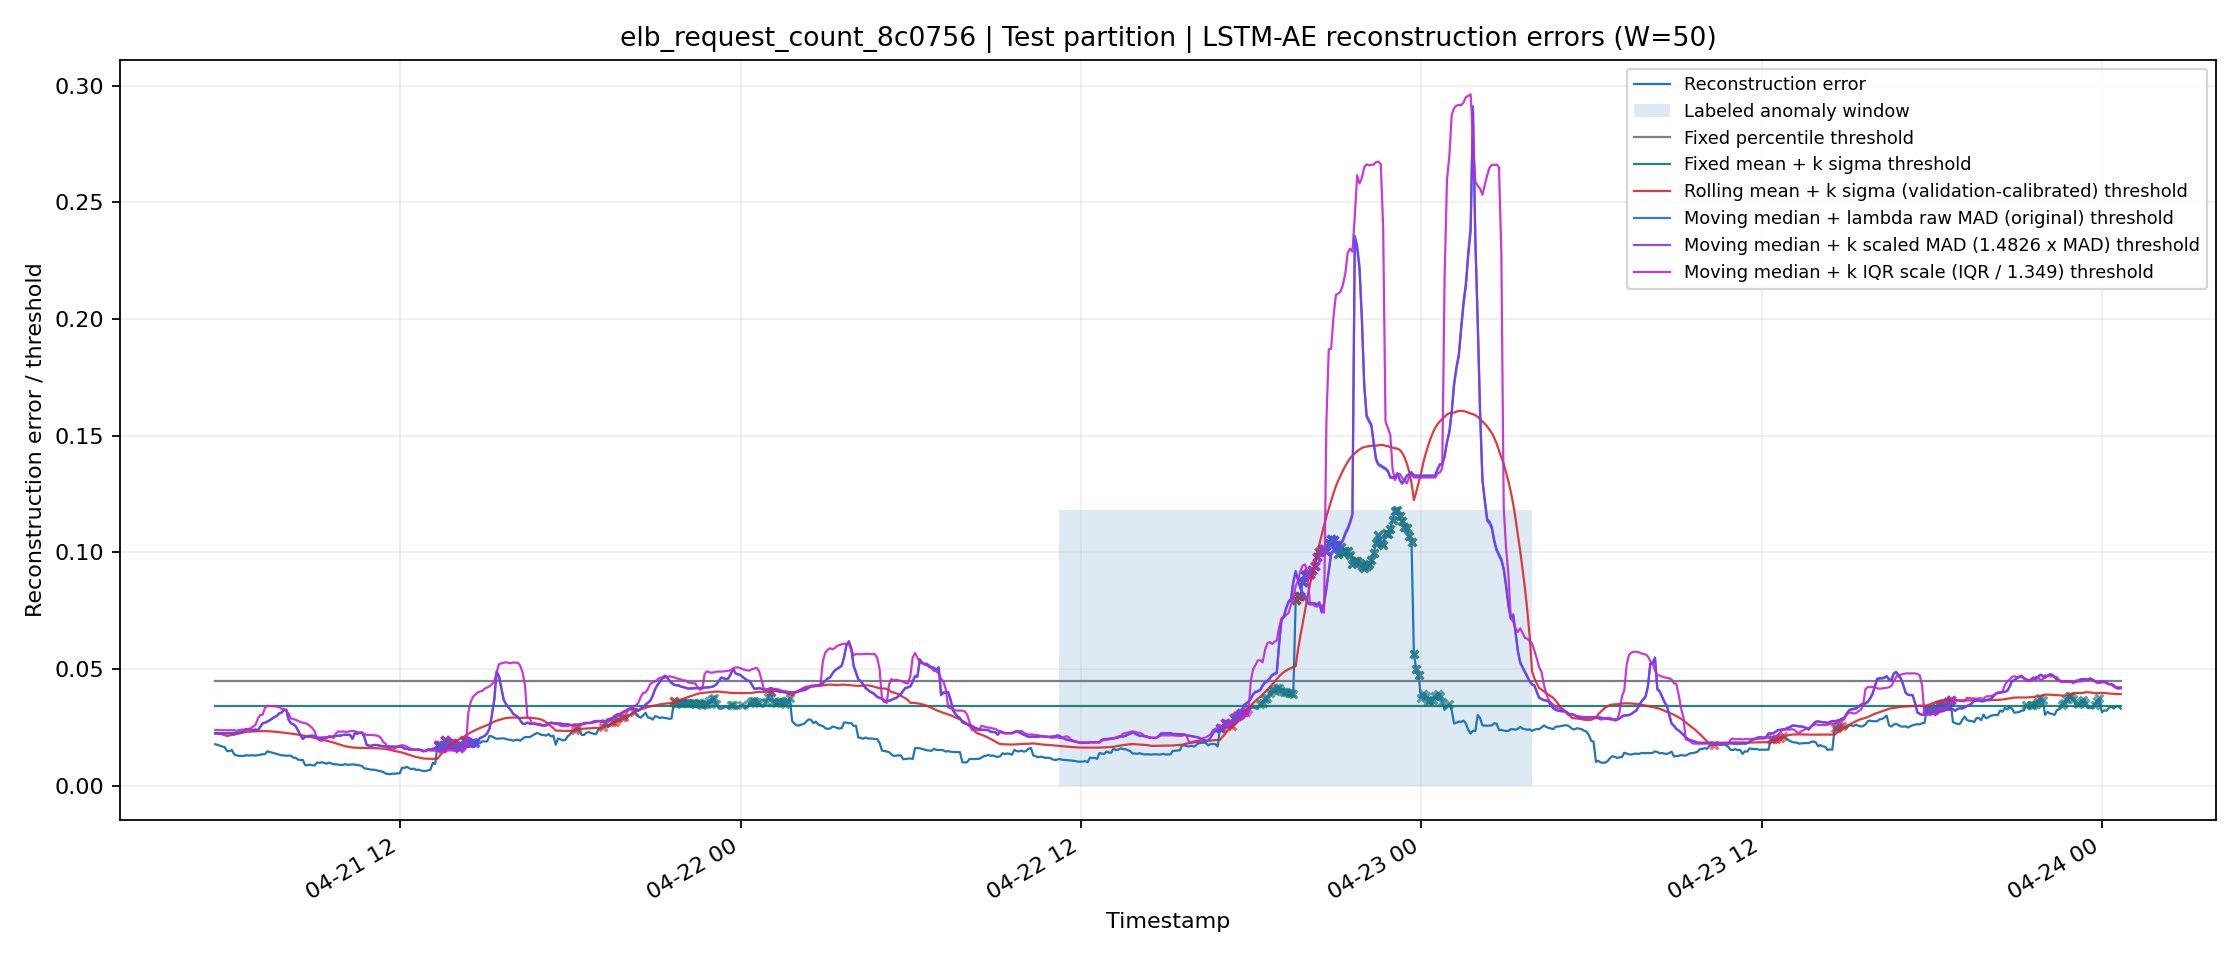 elb_request_count_8c0756 | Test partition | LSTM-AE reconstruction errors (W=50)
Reconstruction error / threshold
0.30
0.25
0.20
0.15
0.10
0.05
0.00
Reconstruction error
Labeled anomaly window
Fixed percentile threshold
Fixed mean + k sigma threshold
Rolling mean + k sigma (validation-calibrated) threshold
Moving median + lambda raw MAD (original) threshold
Moving median + k scaled MAD (1.4826 x MAD) threshold
Moving median + k IQR scale (IQR / 1.349) threshold
04-21 12
04-22 00
04-22 12
04-23 00
04-23 12
04-24 00
Timestamp